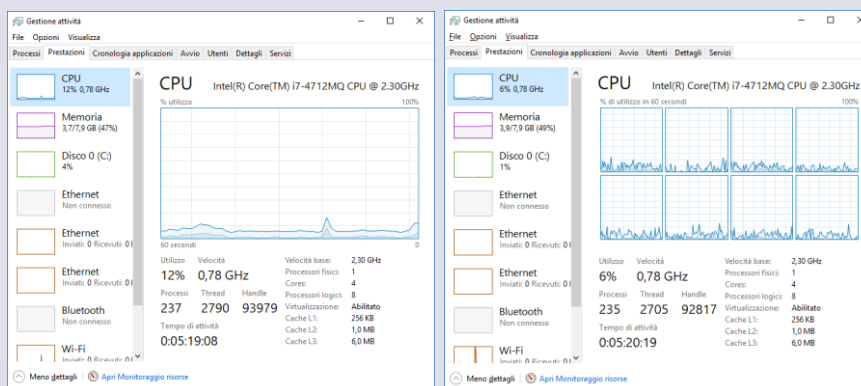 Gestione attività
File Opzioni Visualizza
Processi Prestazioni Cronologia applicazioni Avvio Utenti Dettagli Servizi
CPU
12% 0,78 GHz
Memoria
3,7/7,9 GB (47%)
Disco 0 (C:)
4%
Ethernet
Non connesso
Ethernet
Inviati: 0 Ricevuti: 0
Ethernet
Inviati: 0 Ricevuti: 0
Bluetooth
Non connesso
Wi-Fi
Inviati: 0 Ricevuti: 0
CPU Intel(R) Core(TM) i7-4712MQ CPU @ 2.30GHz
% utilizzo 100%
60 secondi 0
Utilizzo Velocità
12% 0,78 GHz
Processi Thread Handle
237 2790 93979
Tempo di attività
0:05:19:08
Velocità base: 2,30 GHz
Processori fisici: 1
Cores: 4
Processori logici: 8
Virtualizzazione: Abilitato
Cache L1: 256 KB
Cache L2: 1,0 MB
Cache L3: 6,0 MB
Meno dettagli Apri Monitoraggio risorse
Gestione attività
File Opzioni Visualizza
Processi Prestazioni Cronologia applicazioni Avvio Utenti Dettagli Servizi
CPU
6% 0,78 GHz
Memoria
3,9/7,9 GB (49%)
Disco 0 (C:)
1%
Ethernet
Non connesso
Ethernet
Inviati: 0 Ricevuti: 0
Ethernet
Inviati: 0 Ricevuti: 0
Bluetooth
Non connesso
Wi-Fi
Inviati: 0 Ricevuti: 0
CPU Intel(R) Core(TM) i7-4712MQ CPU @ 2.30GHz
% di utilizzo in 60 secondi 100%
Utilizzo Velocità
6% 0,78 GHz
Processi Thread Handle
235 2705 92817
Tempo di attività
0:05:20:19
Velocità base: 2,30 GHz
Processori fisici: 1
Cores: 4
Processori logici: 8
Virtualizzazione: Abilitato
Cache L1: 256 KB
Cache L2: 1,0 MB
Cache L3: 6,0 MB
Meno dettagli Apri Monitoraggio risorse